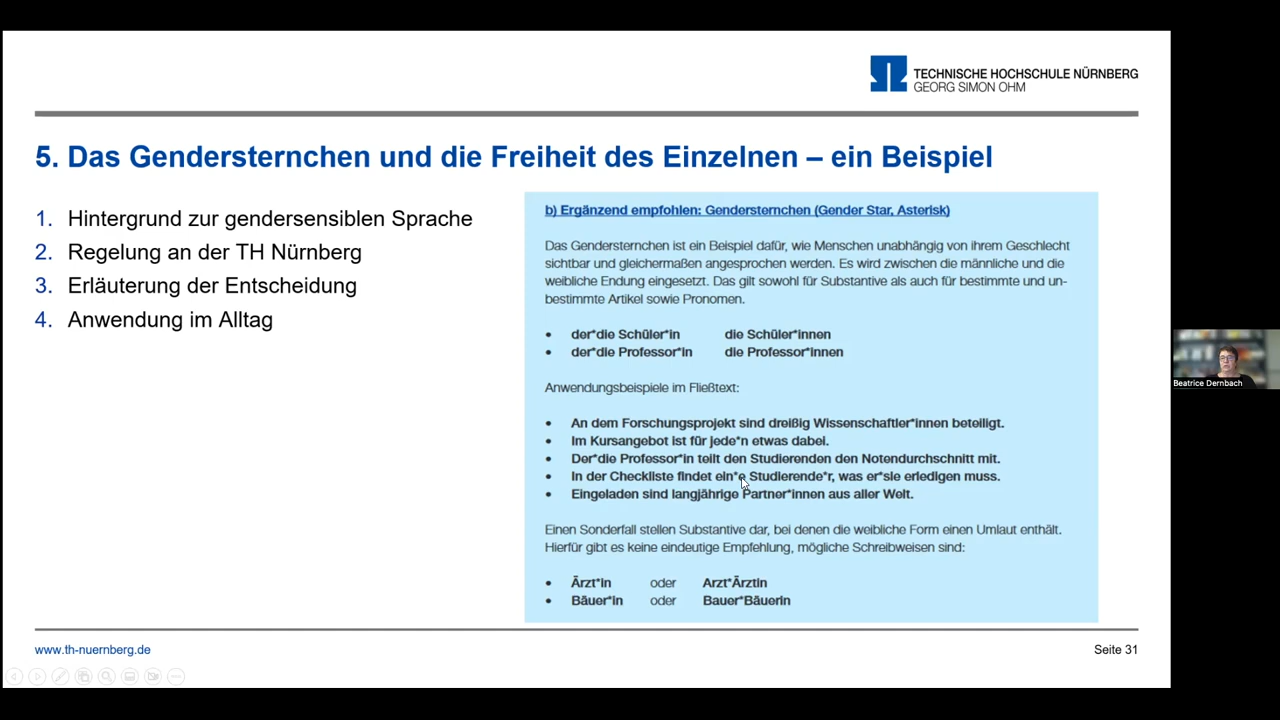 TECHNISCHE HOCHSCHULE NÜRNBERG
GEORG SIMON OHM
5. Das Gendersternchen und die Freiheit des Einzelnen – ein Beispiel
1. Hintergrund zur gendersensiblen Sprache
2. Regelung an der TH Nürnberg
3. Erläuterung der Entscheidung
4. Anwendung im Alltag
b) Ergänzend empfohlen: Gendersternchen (Gender Star, Asterisk)
Das Gendersternchen ist ein Beispiel dafür, wie Menschen unabhängig von ihrem Geschlecht
sichtbar und gleichermaßen angesprochen werden. Es wird zwischen die männliche und die
weibliche Endung eingesetzt. Das gilt sowohl für Substantive als auch für bestimmte und un-
bestimmte Artikel sowie Pronomen.
• der*die Schüler*in die Schüler*innen
• der*die Professor*in die Professor*innen
Anwendungsbeispiele im Fließtext:
• An dem Forschungsprojekt sind dreißig Wissenschaftler*innen beteiligt.
• Im Kursangebot ist für jede*n etwas dabei.
• Der*die Professor*in teilt den Studierenden den Notendurchschnitt mit.
• In der Checkliste findet ein*e Studierende*r, was er*sie erledigen muss.
• Eingeladen sind langjährige Partner*innen aus aller Welt.
Einen Sonderfall stellen Substantive dar, bei denen die weibliche Form einen Umlaut enthält.
Hierfür gibt es keine eindeutige Empfehlung, mögliche Schreibweisen sind:
• Ärzt*in oder Arzt*Ärztin
• Bäuer*in oder Bauer*Bäuerin
www.th-nuernberg.de
Seite 31
Beatrice Dernbach